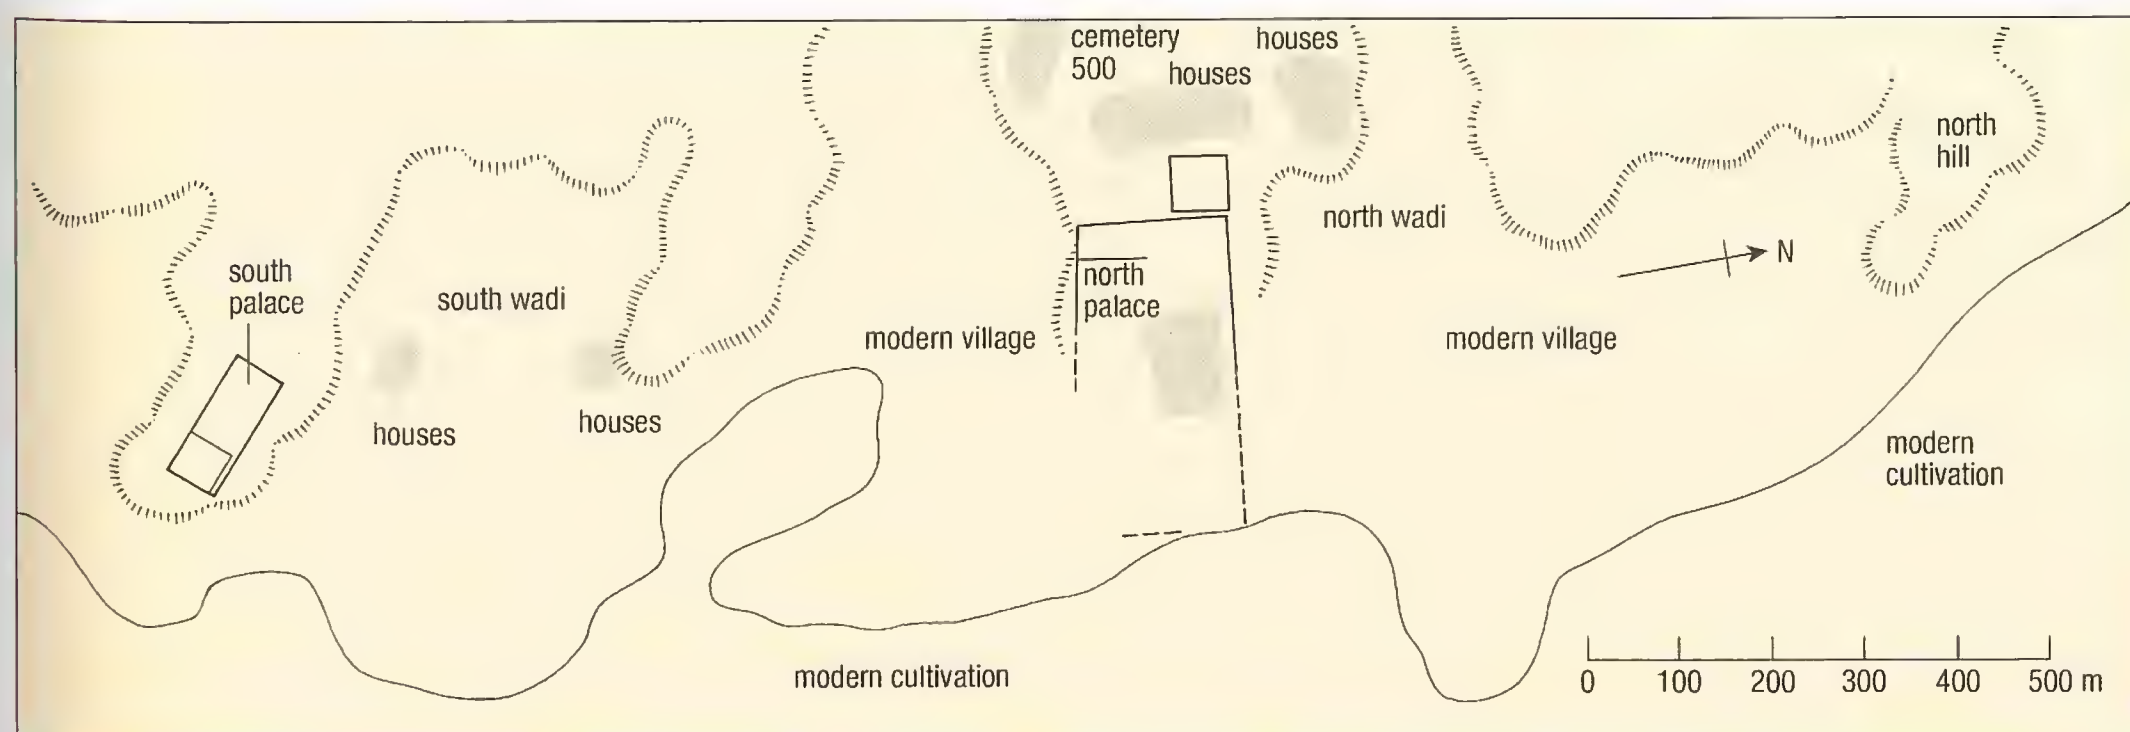 cemetery
500
houses
houses
north
hill
north wadi
N
south
palace
south wadi
north
palace
modern village
modern village
houses
houses
modern
cultivation
modern cultivation
0 100 200 300 400 500 m